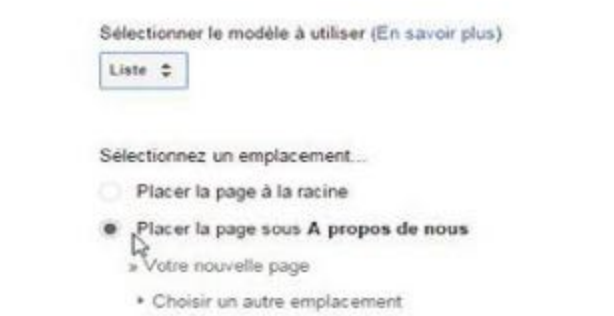 Sélectionner le modèle à utiliser (En savoir plus)
Liste
Sélectionnez un emplacement...
Placer la page à la racine
Placer la page sous A propos de nous
» Votre nouvelle page
Choisir un autre emplacement